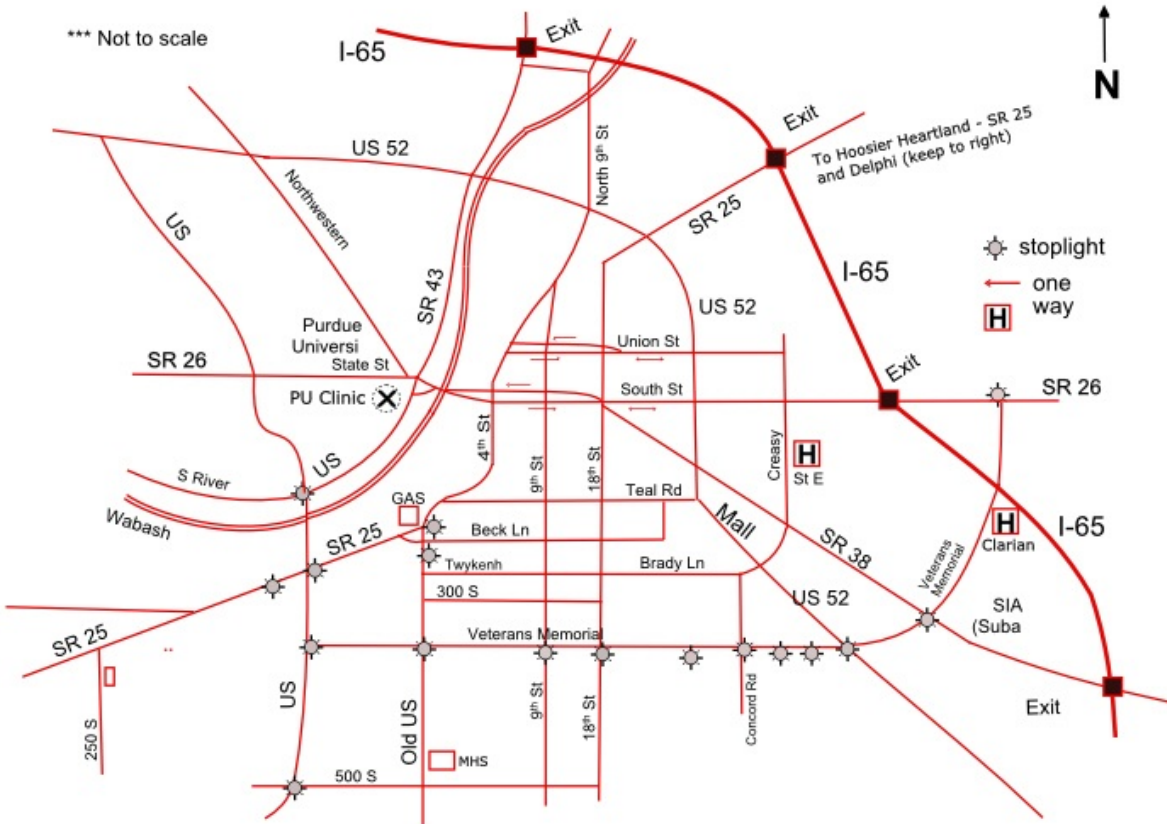 *** Not to scale
I-65
Exit
N
US 52
Exit
To Hoosier Heartland - SR 25
and Delphi (keep to right)
North 9th St
Northwestern
US
SR 25
SR 43
I-65
stoplight
one
way
H
US 52
Purdue
Universi
State St
SR 26
Union St
South St
Exit
SR 26
PU Clinic
4th St
9th St
18th St
Creasy
H
St E
US
S River
Wabash
GAS
Teal Rd
Mall
SR 25
Beck Ln
SR 38
H
Clarian
I-65
Twykenh
Brady Ln
Veterans
Memorial
300 S
US 52
SIA
(Suba
SR 25
Veterans Memorial
US
Old US
9th St
18th St
Concord Rd
Exit
250 S
MHS
500 S